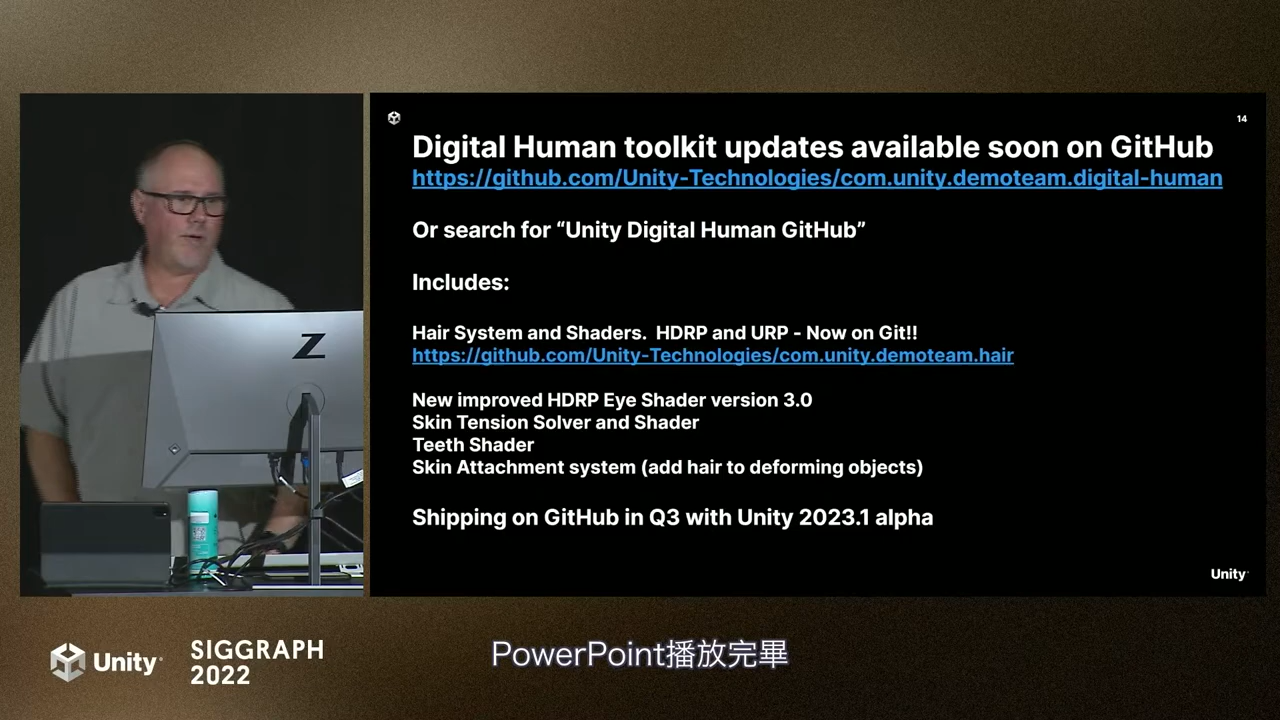 14
Digital Human toolkit updates available soon on GitHub
https://github.com/Unity-Technologies/com.unity.demoteam.digital-human
Or search for “Unity Digital Human GitHub”
Includes:
Hair System and Shaders.  HDRP and URP - Now on Git!!
https://github.com/Unity-Technologies/com.unity.demoteam.hair
New improved HDRP Eye Shader version 3.0
Skin Tension Solver and Shader
Teeth Shader
Skin Attachment system (add hair to deforming objects)
Shipping on GitHub in Q3 with Unity 2023.1 alpha
Unity
Z
Unity
SIGGRAPH
2022
PowerPoint播放完畢